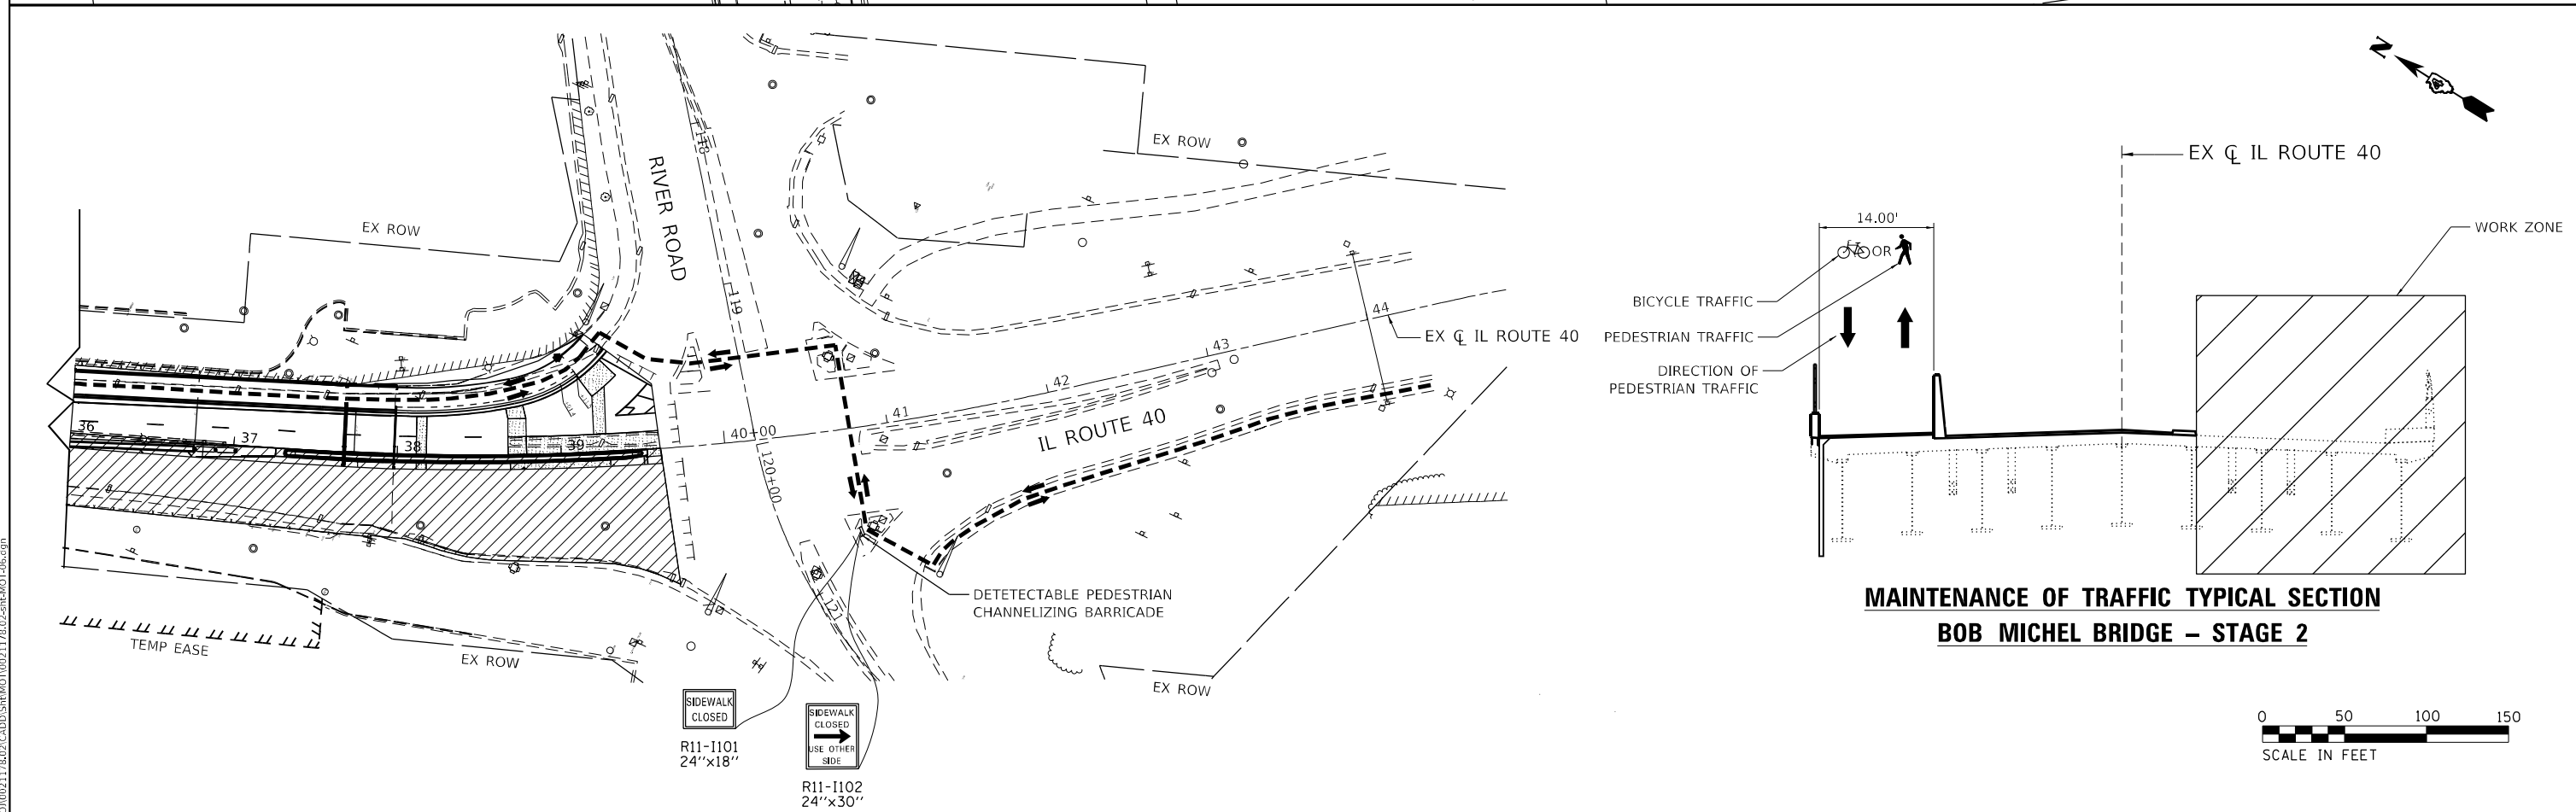 EX ROW
RIVER ROAD
118
119
EX ROW
N
EX ℄ IL ROUTE 40
14.00'
OR
WORK ZONE
BICYCLE TRAFFIC
PEDESTRIAN TRAFFIC
DIRECTION OF
PEDESTRIAN TRAFFIC
44
EX ℄ IL ROUTE 40
43
42
41
40+00
IL ROUTE 40
36
37
38
39
120+00
121
DETETECTABLE PEDESTRIAN
CHANNELIZING BARRICADE
TEMP EASE
EX ROW
EX ROW
SIDEWALK
CLOSED
R11-I101
24"x18"
SIDEWALK
CLOSED
USE OTHER
SIDE
R11-I102
24"x30"
MAINTENANCE OF TRAFFIC TYPICAL SECTION
BOB MICHEL BRIDGE – STAGE 2
0 50 100 150
SCALE IN FEET